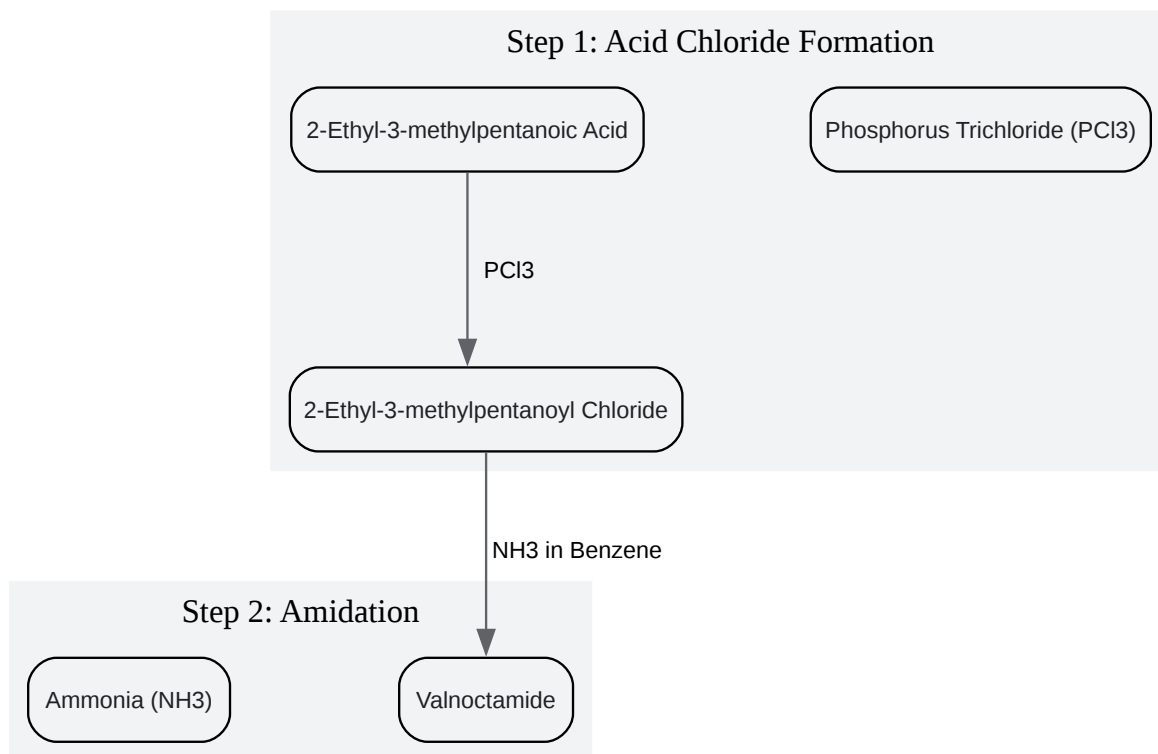 Step 1: Acid Chloride Formation
2-Ethyl-3-methylpentanoic Acid
Phosphorus Trichloride (PCl3)
PCl3
2-Ethyl-3-methylpentanoyl Chloride
NH3 in Benzene
Step 2: Amidation
Ammonia (NH3)
Valnoctamide